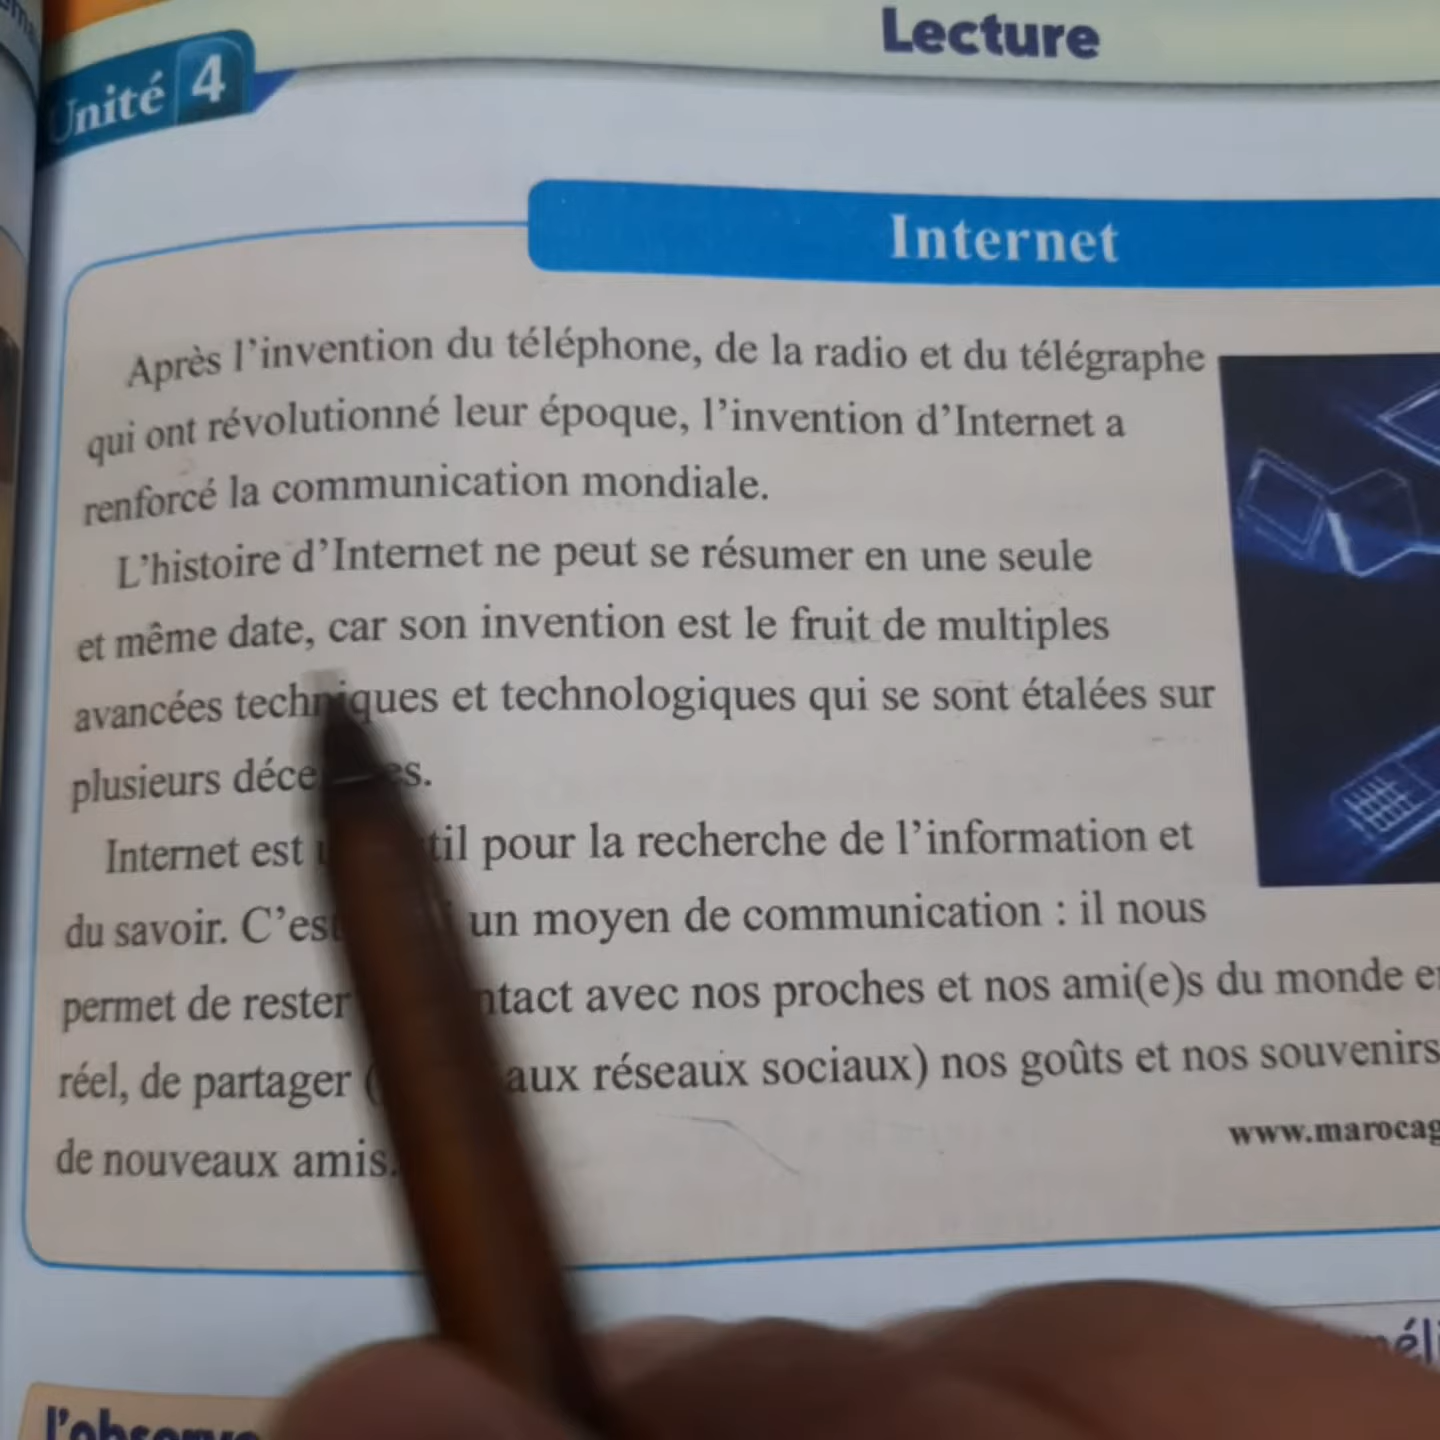 Lecture
Unité 4
Internet
Après l'invention du téléphone, de la radio et du télégraphe
qui ont révolutionné leur époque, l'invention d'Internet a
renforcé la communication mondiale.
L'histoire d'Internet ne peut se résumer en une seule
et même date, car son invention est le fruit de multiples
avancées techniques et technologiques qui se sont étalées sur
plusieurs
Internet est pour la recherche de l'information et
du savoir. un moyen de communication : il nous
permet de rester avec nos proches et nos ami(e)s du monde
réel, de partager aux réseaux sociaux) nos goûts et nos souvenirs
de nouveaux amis.
www.marocag
J'observe